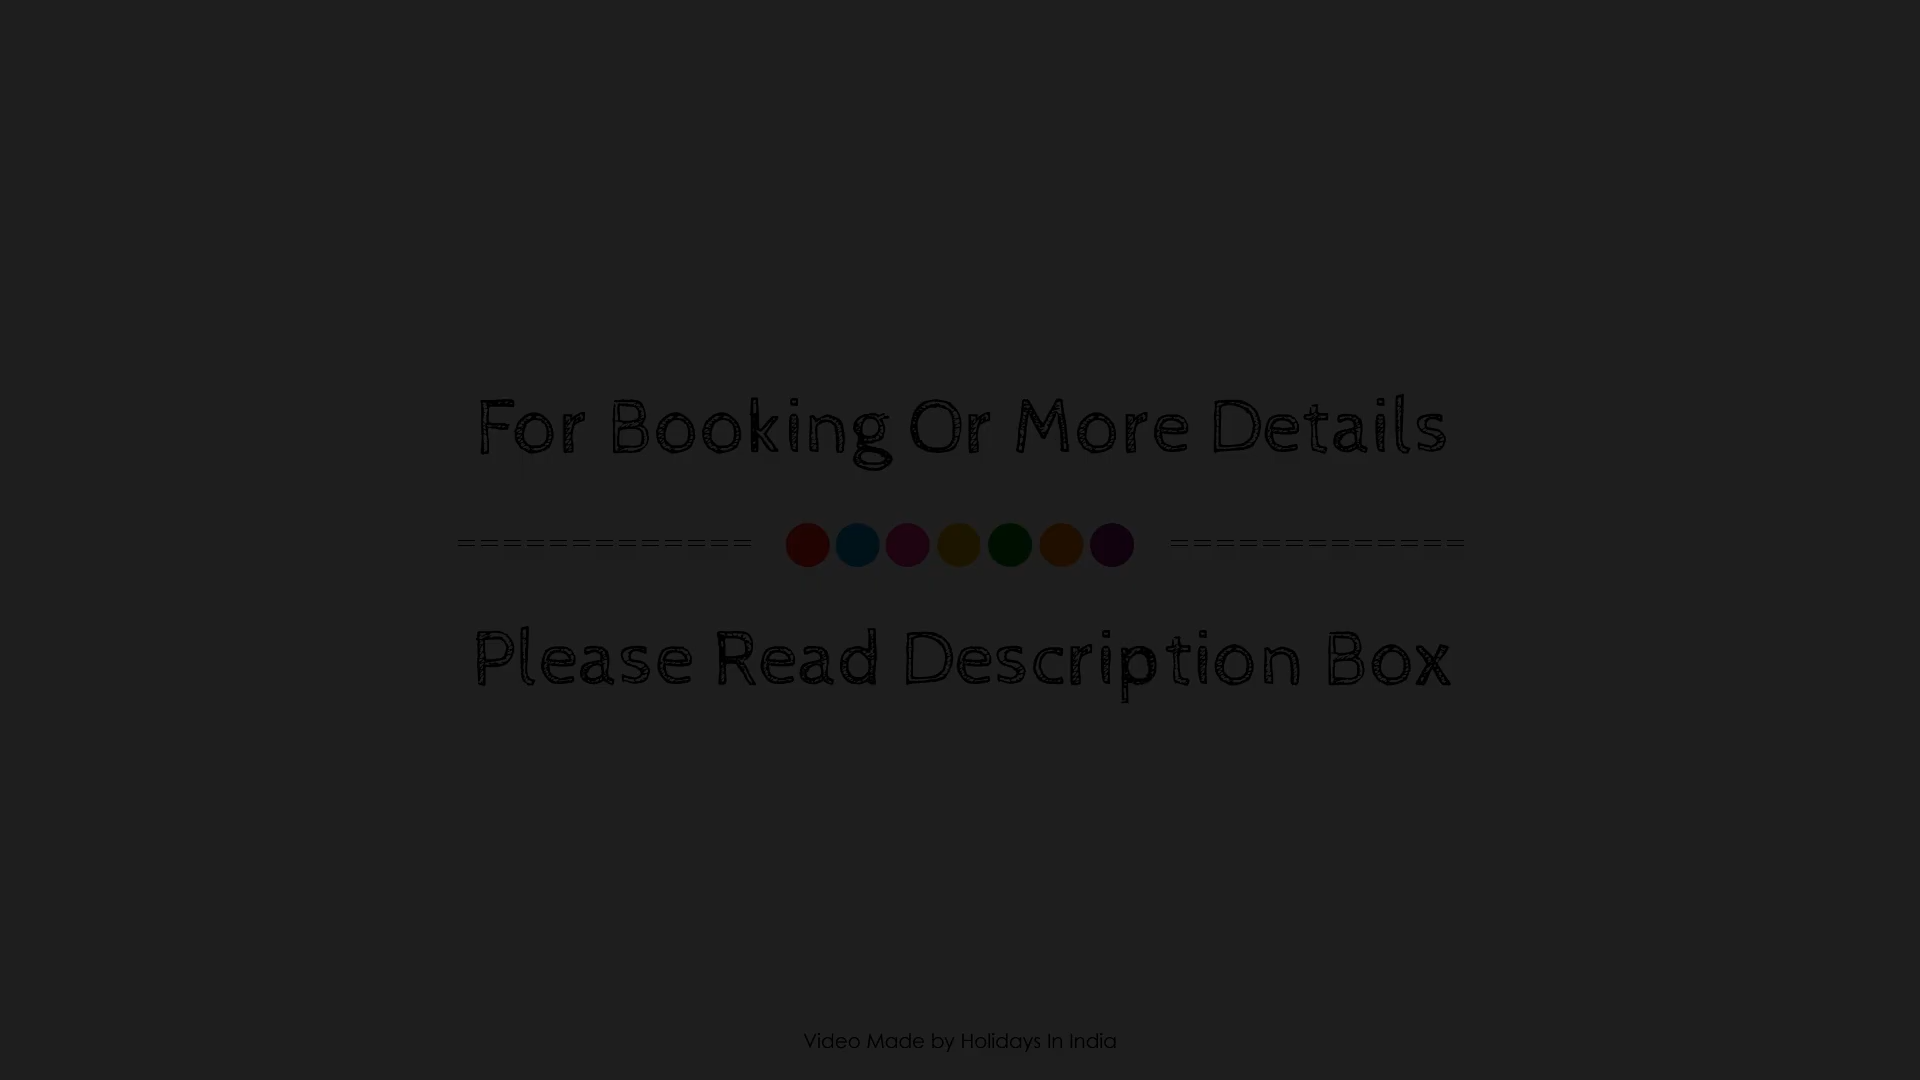 For Booking Or More Details
============= =============
Please Read Description Box
Video Made by Holidays In India